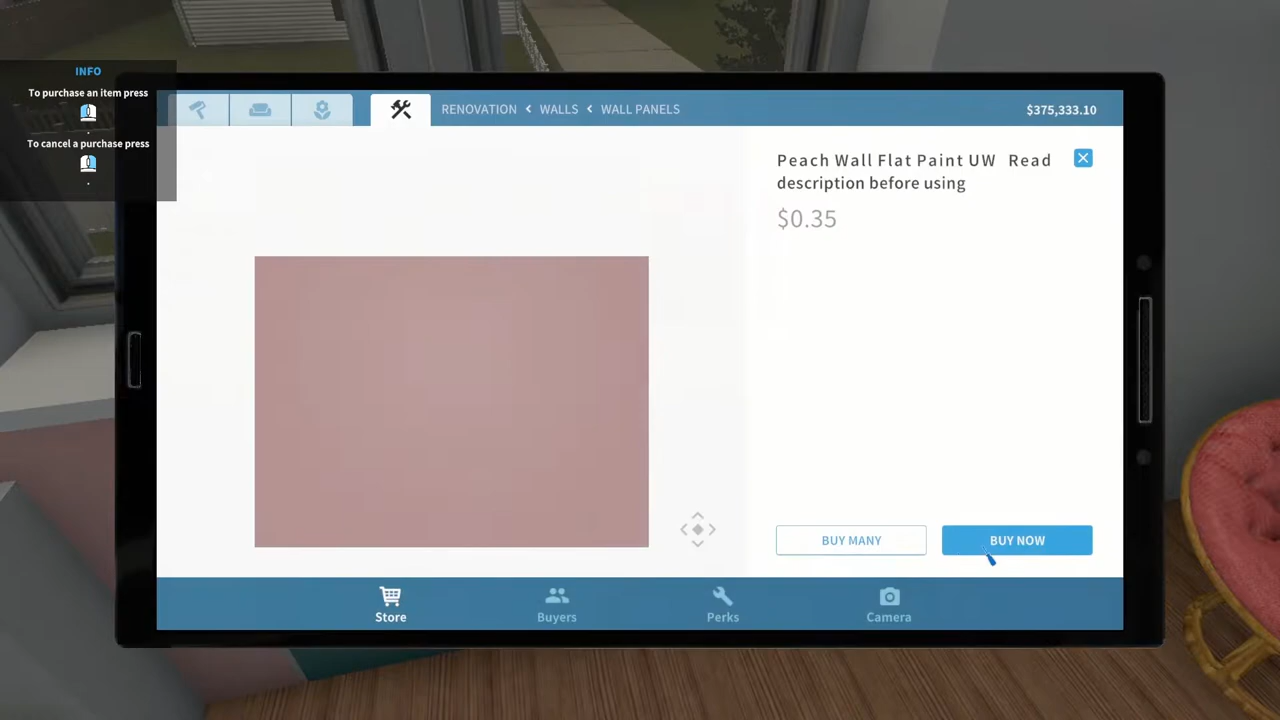 INFO
To purchase an item press
.
To cancel a purchase press
.
RENOVATION < WALLS < WALL PANELS
$375,333.10
Peach Wall Flat Paint UW Read
description before using
$0.35
BUY MANY
BUY NOW
Store
Buyers
Perks
Camera